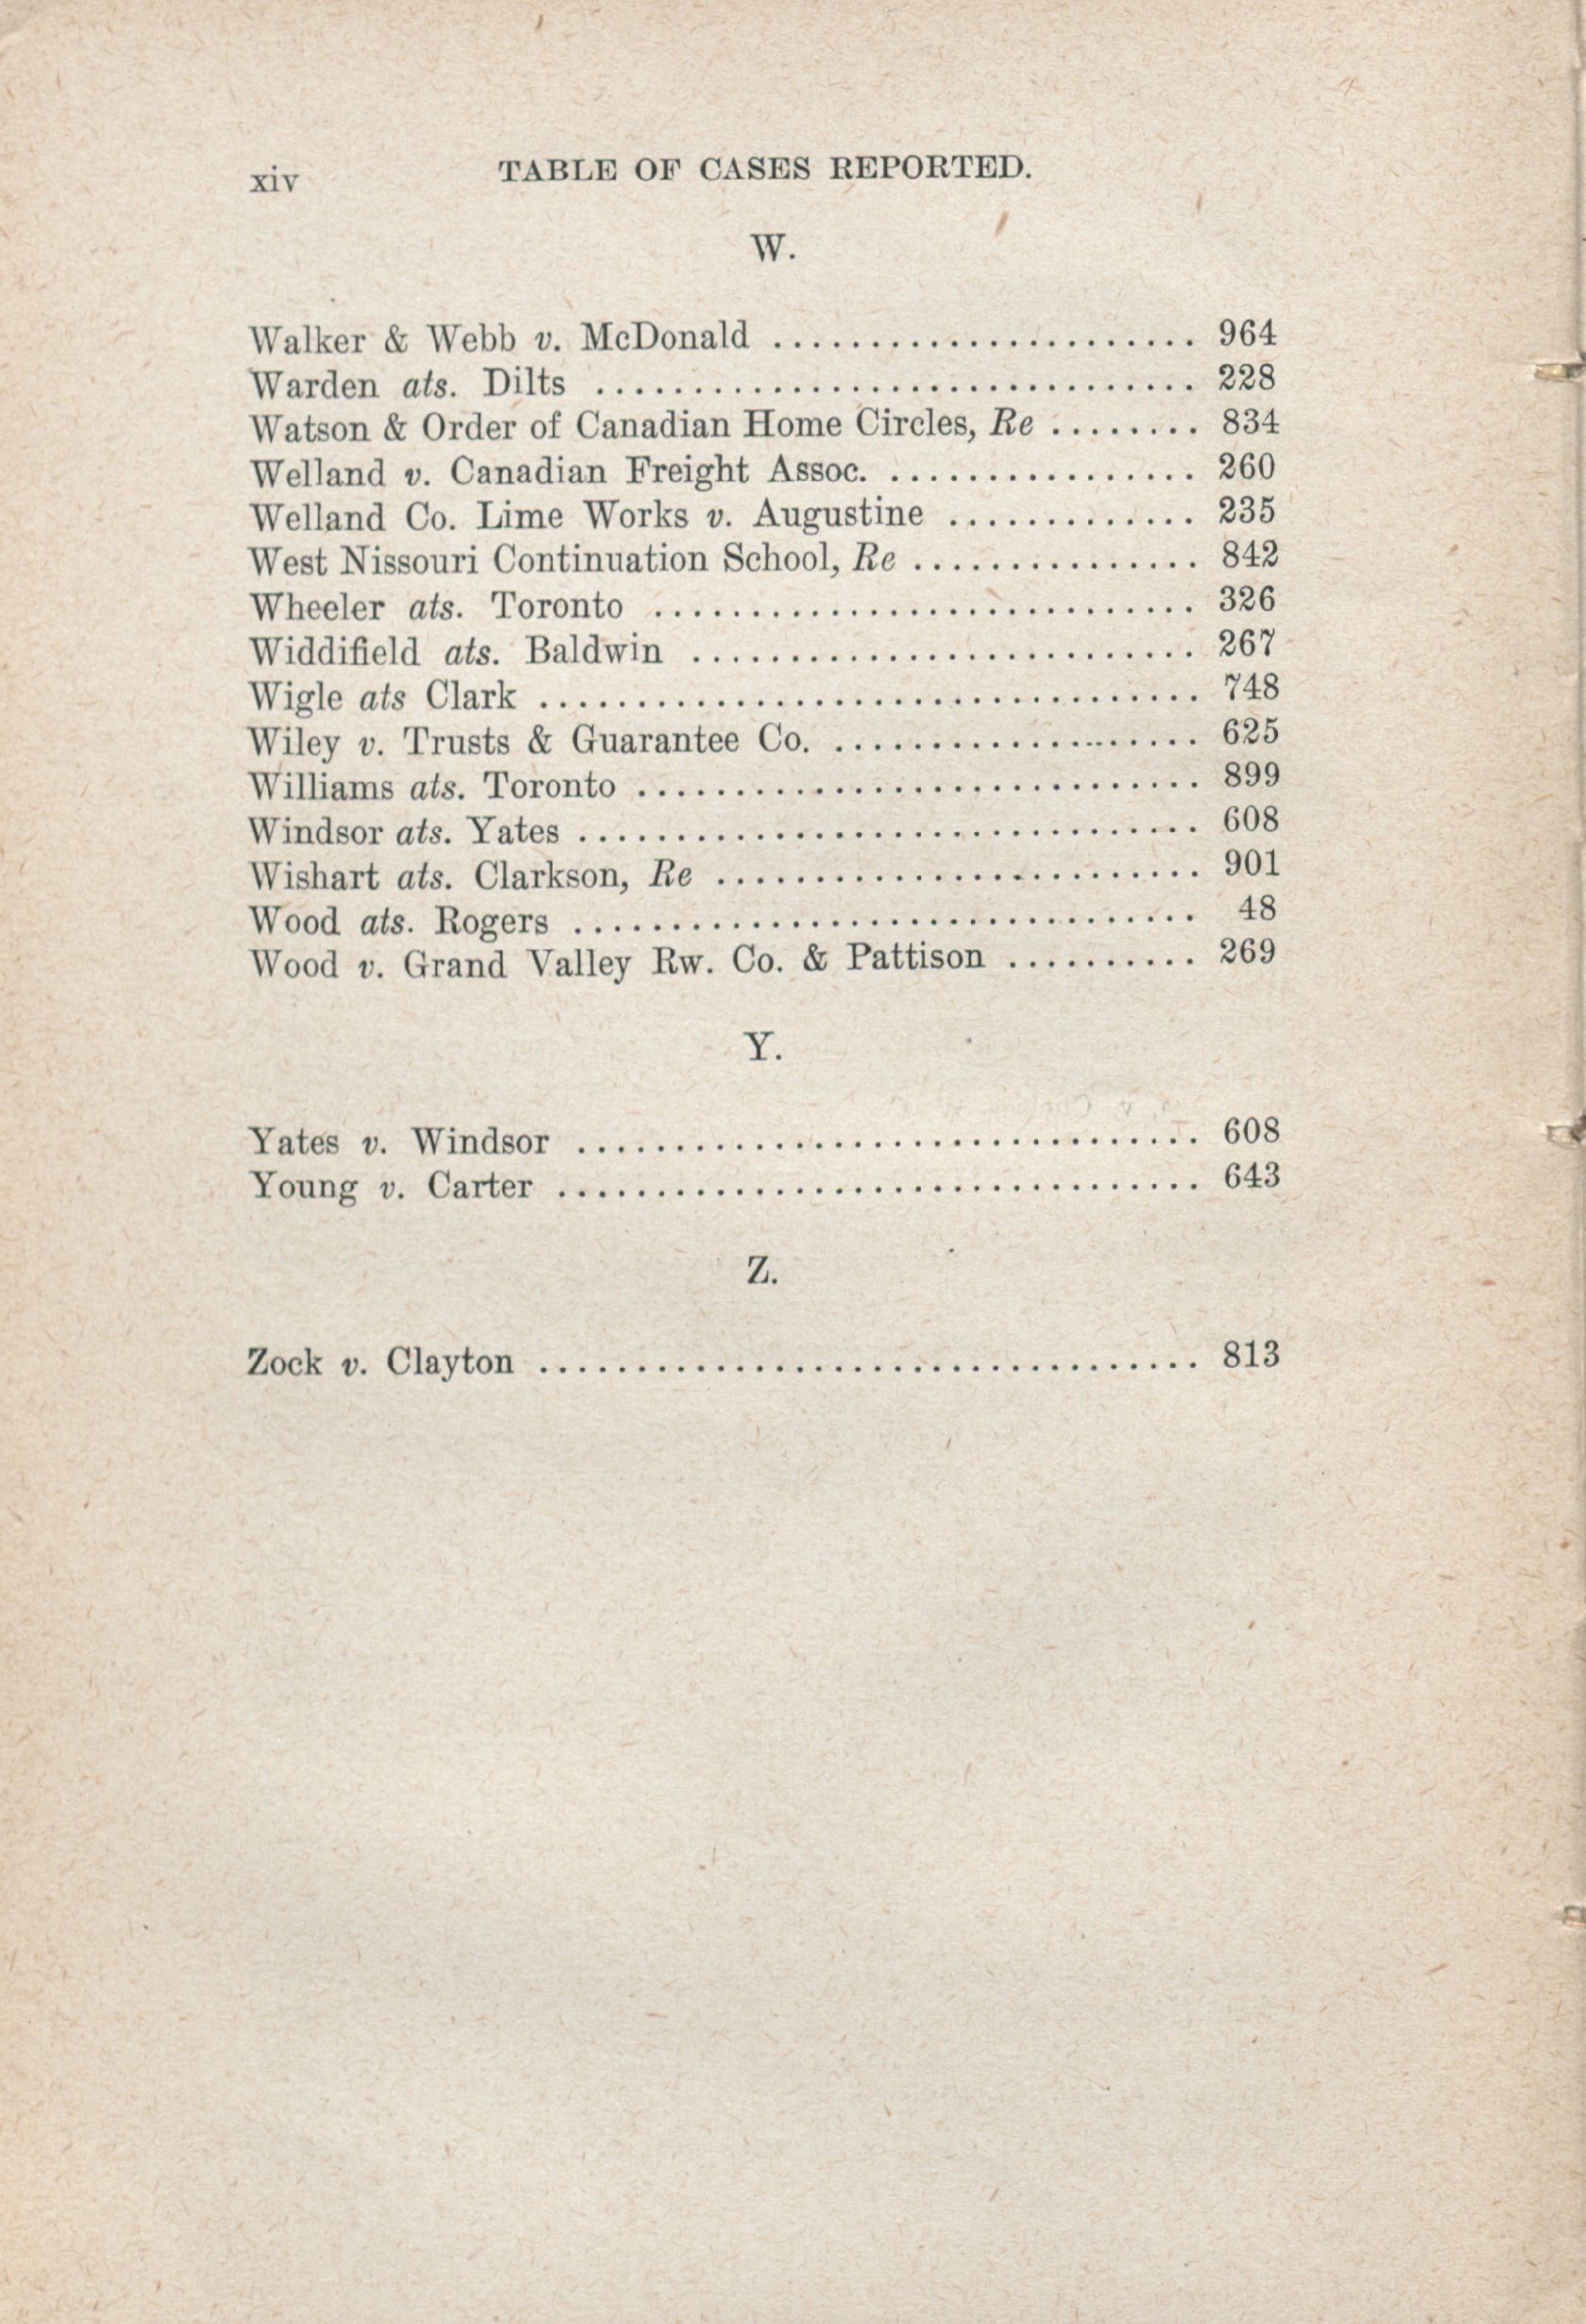 xiv TABLE OF CASES REPORTED.
W.
Walker & Webb v. McDonald ...................... 964
Warden ats. Dilts ............................... 228
Watson & Order of Canadian Home Circles, Re ........ 834
Welland v. Canadian Freight Assoc. ................ 260
Welland Co. Lime Works v. Augustine ............. 235
West Nissouri Continuation School, Re ............... 842
Wheeler ats. Toronto ............................ 326
Widdifield ats. Baldwin .......................... 267
Wigle ats Clark .................................. 748
Wiley v. Trusts & Guarantee Co. ................... 625
Williams ats. Toronto ............................. 899
Windsor ats. Yates ................................ 608
Wishart ats. Clarkson, Re ......................... 901
Wood ats. Rogers ................................ 48
Wood v. Grand Valley Rw. Co. & Pattison .......... 269
Y.
Yates v. Windsor ................................ 608
Young v. Carter ................................. 643
Z.
Zock v. Clayton .................................. 813